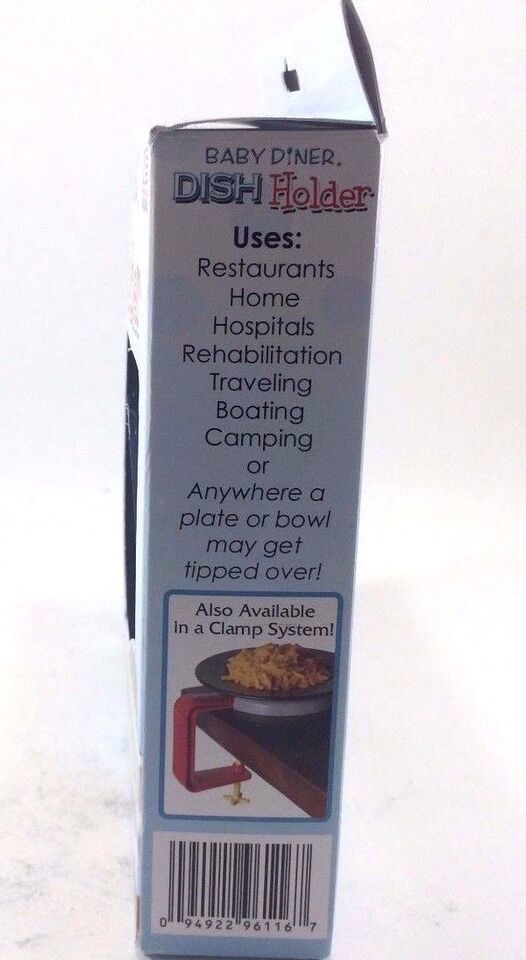 BABY DINER.
DISH Holder
Uses:
Restaurants
Home
Hospitals
Rehabilitation
Traveling
Boating
Camping
or
Anywhere a
plate or bowl
may get
tipped over!
Also Available
in a Clamp System!
0 94922 96116 7